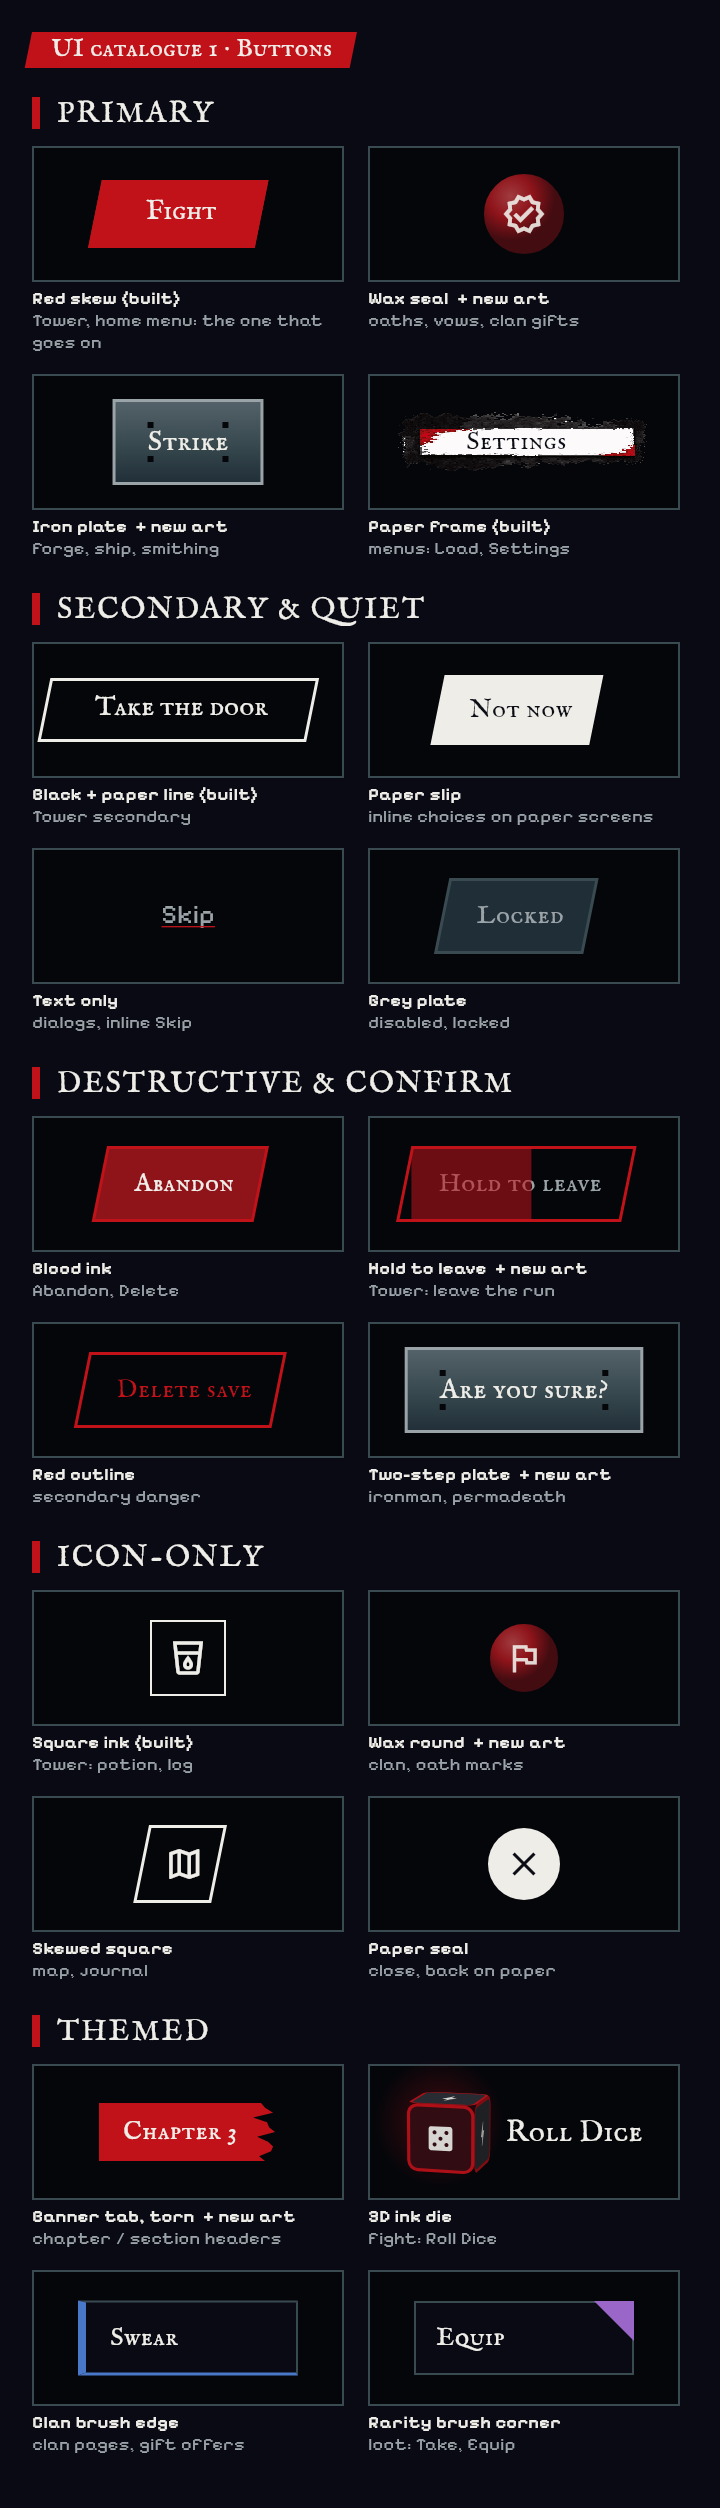 UI catalogue 1 · Buttons
PRIMARY
Fight
Red skew (built)
Tower, home menu: the one that
goes on
Wax seal + new art
oaths, vows, clan gifts
Strike
Iron plate + new art
forge, ship, smithing
Settings
Paper frame (built)
menus: Load, Settings
SECONDARY & QUIET
Take the door
Black + paper line (built)
Tower secondary
Not now
Paper slip
inline choices on paper screens
Skip
Text only
dialogs, inline Skip
Locked
Grey plate
disabled, locked
DESTRUCTIVE & CONFIRM
Abandon
Blood ink
Abandon, Delete
Hold to leave
Hold to leave + new art
Tower: leave the run
Delete save
Red outline
secondary danger
Are you sure?
Two-step plate + new art
ironman, permadeath
ICON-ONLY
Square ink (built)
Tower: potion, log
Wax round + new art
clan, oath marks
Skewed square
map, journal
Paper seal
close, back on paper
THEMED
Chapter 3
Banner tab, torn + new art
chapter / section headers
Roll Dice
3D ink die
Fight: Roll Dice
Swear
Clan brush edge
clan pages, gift offers
Equip
Rarity brush corner
loot: Take, Equip